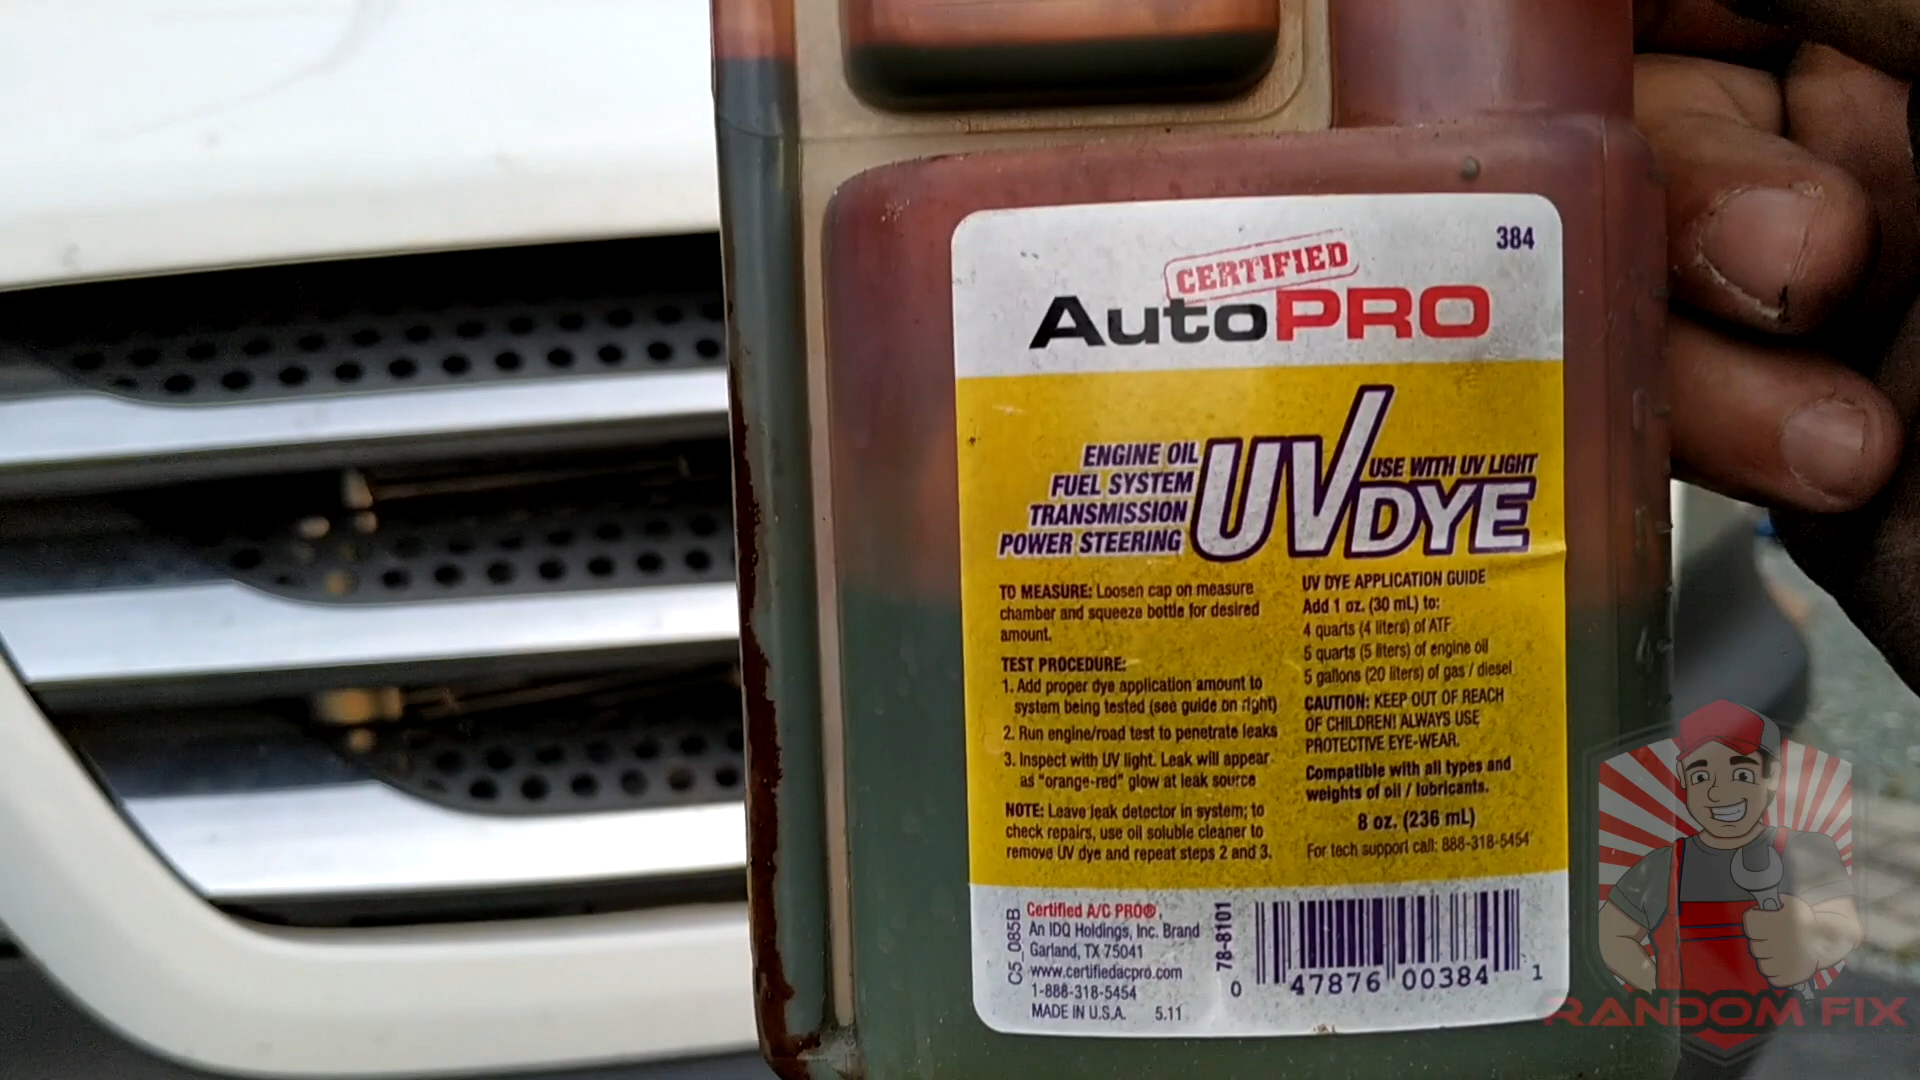 384
CERTIFIED
AutoPRO
ENGINE OIL
FUEL SYSTEM
TRANSMISSION
POWER STEERING
UV DYE
USE WITH UV LIGHT
TO MEASURE: Loosen cap on measure
chamber and squeeze bottle for desired
amount.
TEST PROCEDURE:
1. Add proper dye application amount to
system being tested (see guide on right)
2. Run engine/road test to penetrate leaks
3. Inspect with UV light. Leak will appear
as "orange-red" glow at leak source
NOTE: Leave leak detector in system; to
check repairs, use oil soluble cleaner to
remove UV dye and repeat steps 2 and 3.
UV DYE APPLICATION GUIDE
Add 1 oz. (30 mL) to:
4 quarts (4 liters) of ATF
5 quarts (5 liters) of engine oil
5 gallons (20 liters) of gas / diesel
CAUTION: KEEP OUT OF REACH
OF CHILDREN! ALWAYS USE
PROTECTIVE EYE-WEAR.
Compatible with all types and
weights of oil / lubricants.
8 oz. (236 mL)
For tech support call: 888-318-5454
C5_085B
Certified A/C PRO®,
An IDQ Holdings, Inc. Brand
Garland, TX 75041
www.certifiedacpro.com
1-888-318-5454
MADE IN U.S.A. 5.11
78-8101
0 47876 00384 1
RANDOM FIX